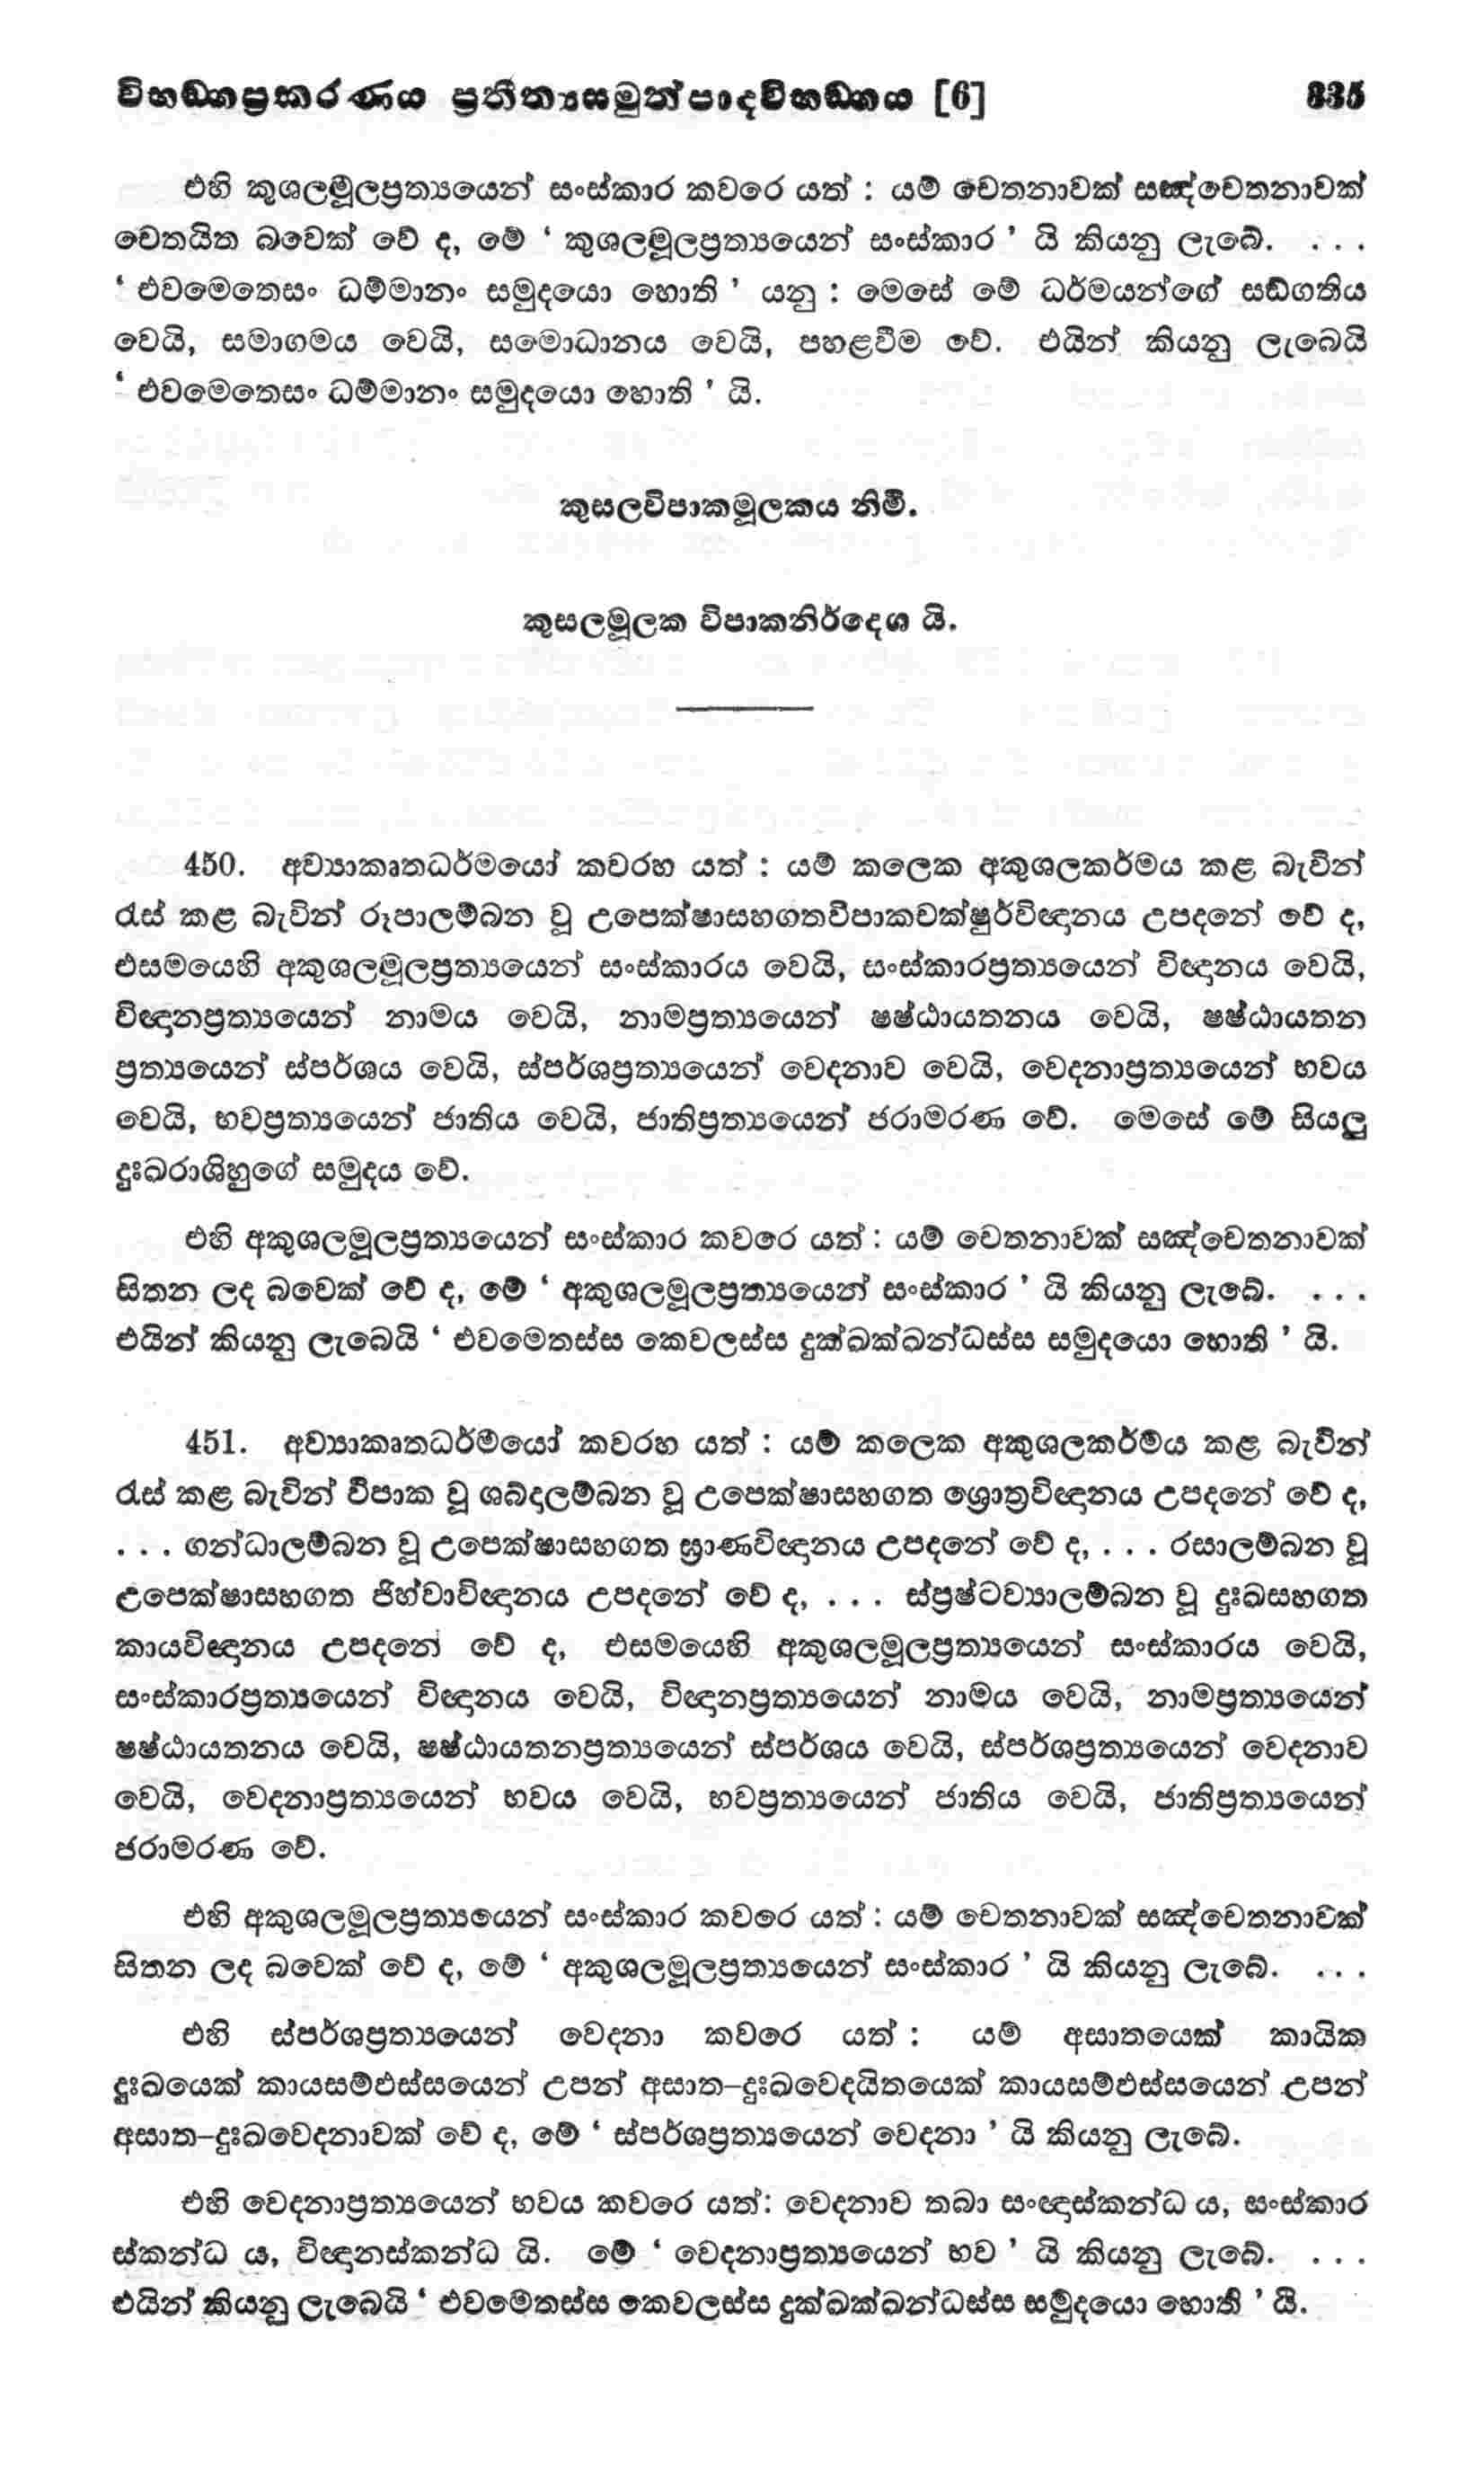 විභඞ්ගප්‍රකරණය ප්‍රතීත්‍යසමුත්පාදවිභඞ්ගය [6] 335
එහි කුශලමූලප්‍රත්‍යයෙන් සංස්කාර කවරෙ යත් : යම් චෙතනාවක් සඤ්චෙතනාවක්
චෙතයිත බවෙක් වේ ද, මේ ‘ කුශලමූලප්‍රත්‍යයෙන් සංස්කාර ’ යි කියනු ලැබේ. . . .
‘ එවමෙතෙසං ධම්මානං සමුදයො හොති ’ යනු : මෙසේ මේ ධර්මයන්ගේ සඞ්ගතිය
වෙයි, සමාගමය වෙයි, සමොධානය වෙයි, පහළවීම වේ. එයින් කියනු ලැබෙයි
‘ එවමෙතෙසං ධම්මානං සමුදයො හොති ’ යි.
කුසලවිපාකමූලකය නිමි.
කුසලමූලක විපාකනිර්දෙශ යි.
450. අව්‍යාකෘතධර්මයෝ කවරහ යත් : යම් කලෙක අකුශලකර්මය කළ බැවින්
රැස් කළ බැවින් රූපාලම්බන වූ උපෙක්ෂාසහගතවිපාකචක්ෂුර්විඥානය උපදනේ වේ ද,
එසමයෙහි අකුශලමූලප්‍රත්‍යයෙන් සංස්කාරය වෙයි, සංස්කාරප්‍රත්‍යයෙන් විඥානය වෙයි,
විඥානප්‍රත්‍යයෙන් නාමය වෙයි, නාමප්‍රත්‍යයෙන් ෂෂ්ඨායතනය වෙයි, ෂෂ්ඨායතන
ප්‍රත්‍යයෙන් ස්පර්ශය වෙයි, ස්පර්ශප්‍රත්‍යයෙන් වෙදනාව වෙයි, වෙදනාප්‍රත්‍යයෙන් භවය
වෙයි, භවප්‍රත්‍යයෙන් ජාතිය වෙයි, ජාතිප්‍රත්‍යයෙන් ජරාමරණ වේ. මෙසේ මේ සියලු
දුඃඛරාශිහුගේ සමුදය වේ.
එහි අකුශලමූලප්‍රත්‍යයෙන් සංස්කාර කවරෙ යත් : යම් චෙතනාවක් සඤ්චෙතනාවක්
සිතන ලද බවෙක් වේ ද, මේ ‘ අකුශලමූලප්‍රත්‍යයෙන් සංස්කාර ’ යි කියනු ලැබේ. . . .
එයින් කියනු ලැබෙයි ‘ එවමෙතස්ස කෙවලස්ස දුක්ඛක්ඛන්ධස්ස සමුදයො හොති ’ යි.
451. අව්‍යාකෘතධර්මයෝ කවරහ යත් : යම් කලෙක අකුශලකර්මය කළ බැවින්
රැස් කළ බැවින් විපාක වූ ශබ්දාලම්බන වූ උපෙක්ෂාසහගත ශ්‍රොත්‍රවිඥානය උපදනේ වේ ද,
. . . ගන්ධාලම්බන වූ උපෙක්ෂාසහගත ඝ්‍රාණවිඥානය උපදනේ වේ ද, . . . රසාලම්බන වූ
උපෙක්ෂාසහගත ජිහ්වාවිඥානය උපදනේ වේ ද, . . . ස්ප්‍රෂ්ටව්‍යාලම්බන වූ දුඃඛසහගත
කායවිඥානය උපදනේ වේ ද, එසමයෙහි අකුශලමූලප්‍රත්‍යයෙන් සංස්කාරය වෙයි,
සංස්කාරප්‍රත්‍යයෙන් විඥානය වෙයි, විඥානප්‍රත්‍යයෙන් නාමය වෙයි, නාමප්‍රත්‍යයෙන්
ෂෂ්ඨායතනය වෙයි, ෂෂ්ඨායතනප්‍රත්‍යයෙන් ස්පර්ශය වෙයි, ස්පර්ශප්‍රත්‍යයෙන් වෙදනාව
වෙයි, වෙදනාප්‍රත්‍යයෙන් භවය වෙයි, භවප්‍රත්‍යයෙන් ජාතිය වෙයි, ජාතිප්‍රත්‍යයෙන්
ජරාමරණ වේ.
එහි අකුශලමූලප්‍රත්‍යයෙන් සංස්කාර කවරෙ යත් : යම් චෙතනාවක් සඤ්චෙතනාවක්
සිතන ලද බවෙක් වේ ද, මේ ‘ අකුශලමූලප්‍රත්‍යයෙන් සංස්කාර ’ යි කියනු ලැබේ. . . .
එහි ස්පර්ශප්‍රත්‍යයෙන් වෙදනා කවරෙ යත් : යම් අසාතයෙක් කායික
දුඃඛයෙක් කායසම්ඵස්සයෙන් උපන් අසාත–දුඃඛවෙදයිතයෙක් කායසම්ඵස්සයෙන් උපන්
අසාත–දුඃඛවෙදනාවක් වේ ද, මේ ‘ ස්පර්ශප්‍රත්‍යයෙන් වෙදනා ’ යි කියනු ලැබේ.
එහි වෙදනාප්‍රත්‍යයෙන් භවය කවරෙ යත්: වෙදනාව තබා සංඥාස්කන්ධ ය, සංස්කාර
ස්කන්ධ ය, විඥානස්කන්ධ යි. මේ ‘ වෙදනාප්‍රත්‍යයෙන් භව ’ යි කියනු ලැබේ. . . .
එයින් කියනු ලැබෙයි ‘ එවමෙතස්ස කෙවලස්ස දුක්ඛක්ඛන්ධස්ස සමුදයො හොති ’ යි.